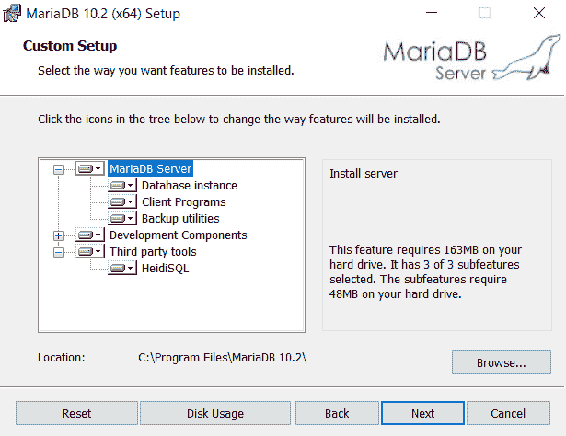 MariaDB 10.2 (x64) Setup
Custom Setup
Select the way you want features to be installed.
MariaDB
Server
Click the icons in the tree below to change the way features will be installed.
MariaDB Server
Database instance
Client Programs
Backup utilities
Development Components
Third party tools
HeidiSQL
Install server
This feature requires 163MB on your
hard drive. It has 3 of 3 subfeatures
selected. The subfeatures require
48MB on your hard drive.
Location: C:\Program Files\MariaDB 10.2\
Browse...
Reset Disk Usage Back Next Cancel